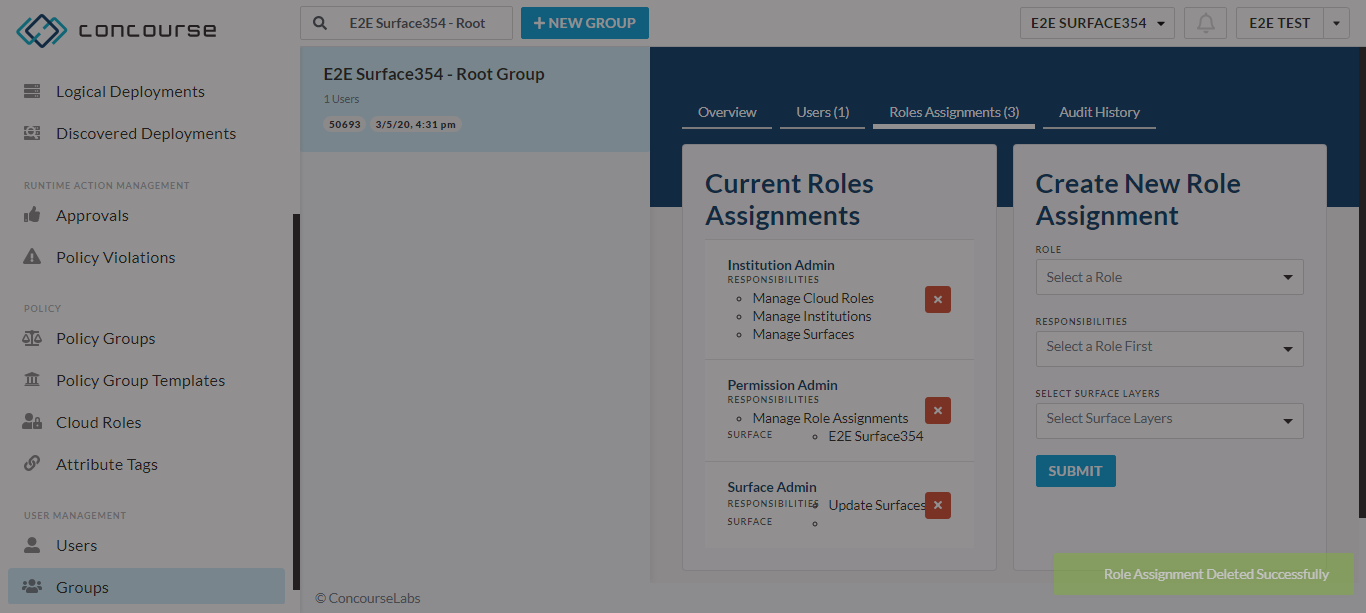 concourse
E2E Surface354 - Root
+ NEW GROUP
E2E SURFACE354
E2E TEST
Logical Deployments
Discovered Deployments
RUNTIME ACTION MANAGEMENT
Approvals
Policy Violations
POLICY
Policy Groups
Policy Group Templates
Cloud Roles
Attribute Tags
USER MANAGEMENT
Users
Groups
E2E Surface354 - Root Group
1 Users
50693 3/5/20, 4:31 pm
Overview
Users (1)
Roles Assignments (3)
Audit History
Current Roles
Assignments
Institution Admin
RESPONSIBILITIES
Manage Cloud Roles
Manage Institutions
Manage Surfaces
Permission Admin
RESPONSIBILITIES
Manage Role Assignments
SURFACE E2E Surface354
Surface Admin
RESPONSIBILITIES Update Surfaces
SURFACE
Create New Role
Assignment
ROLE
Select a Role
RESPONSIBILITIES
Select a Role First
SELECT SURFACE LAYERS
Select Surface Layers
SUBMIT
Role Assignment Deleted Successfully
© ConcourseLabs